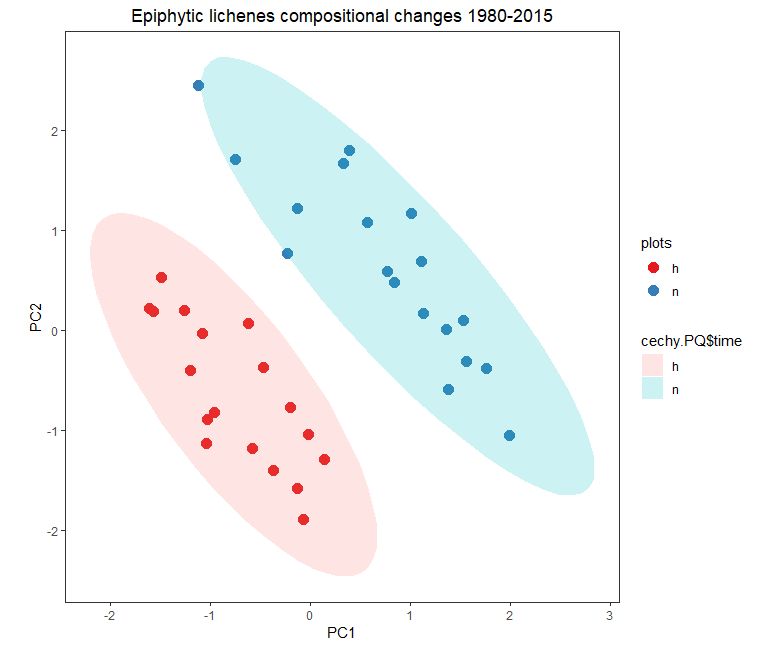 Epiphytic lichenes compositional changes 1980-2015
PC2
2
1
0
-1
-2
-2
-1
0
1
2
3
PC1
plots
h
n
cechy.PQ$time
h
n